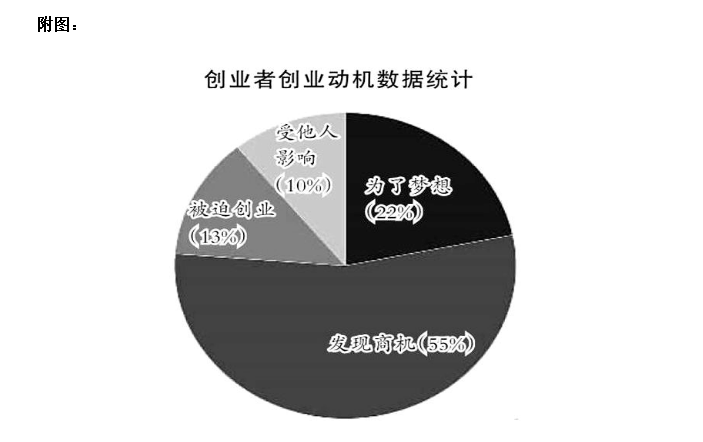 附图：
创业者创业动机数据统计
受他人
影响
(10%)
为了梦想
(22%)
被迫创业
(13%)
发现商机(55%)